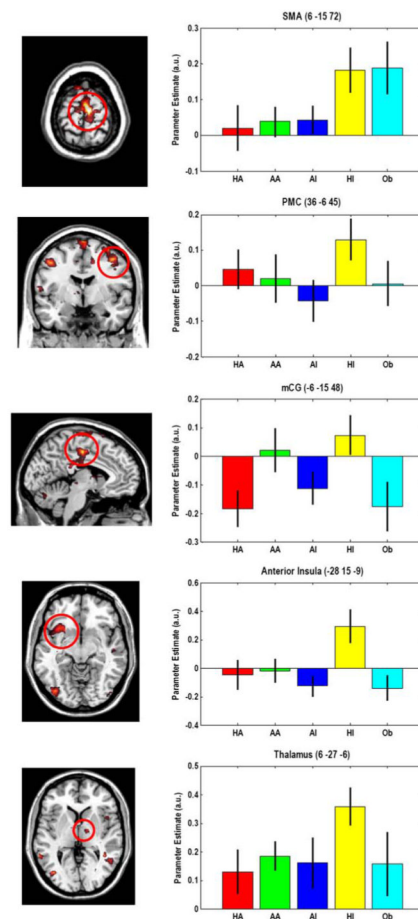 SMA (6 -15 72)
Parameter Estimate (a.u.)
0.3
0.2
0.1
0
-0.1
HA AA AI HI Ob
PMC (36 -6 45)
Parameter Estimate (a.u.)
0.2
0.1
0
-0.1
-0.2
HA AA AI HI Ob
mCG (-6 -15 48)
Parameter Estimate (a.u.)
0.2
0.1
0
-0.1
-0.2
-0.3
HA AA AI HI Ob
Anterior Insula (-28 15 -9)
Parameter Estimate (a.u.)
0.6
0.4
0.2
0
-0.2
-0.4
HA AA AI HI Ob
Thalamus (6 -27 -6)
Parameter Estimate (a.u.)
0.5
0.4
0.3
0.2
0.1
0
HA AA AI HI Ob